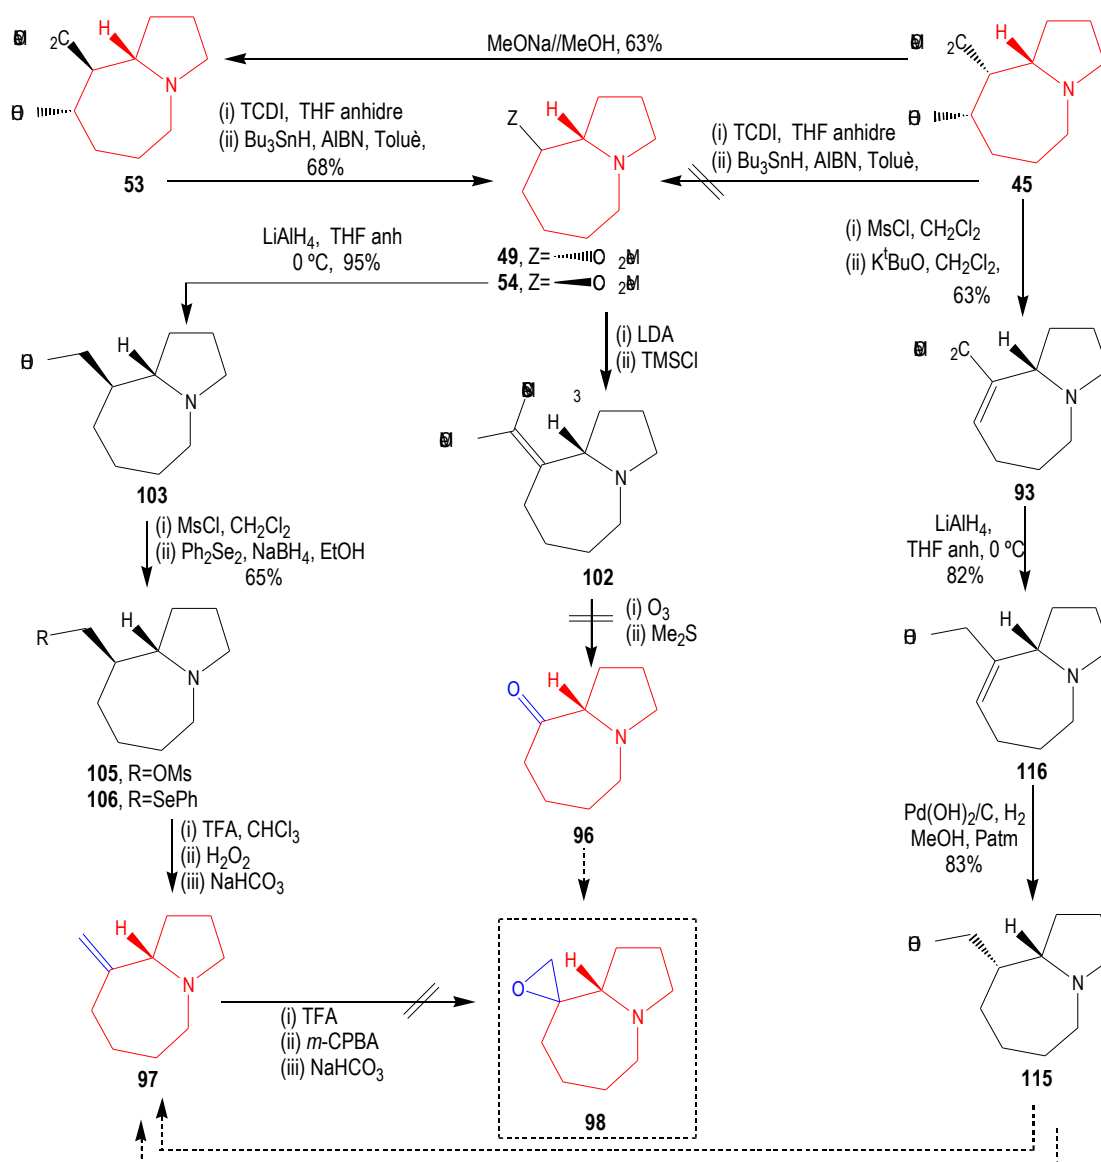 MeONa//MeOH, 63%
H
N
53
(i) TCDI, THF anhidre
(ii) Bu3SnH, AIBN, Toluè,
68%
Z
H
N
49, Z=
54, Z=
(i) TCDI, THF anhidre
(ii) Bu3SnH, AIBN, Toluè,
H
N
45
LiAlH4, THF anh
0 ºC, 95%
(i) MsCl, CH2Cl2
(ii) KtBuO, CH2Cl2,
63%
H
N
103
(i) LDA
(ii) TMSCl
3
H
N
102
H
N
93
(i) MsCl, CH2Cl2
(ii) Ph2Se2, NaBH4, EtOH
65%
(i) O3
(ii) Me2S
LiAlH4,
THF anh, 0 ºC
82%
R
H
N
105, R=OMs
106, R=SePh
O
H
N
96
H
N
116
(i) TFA, CHCl3
(ii) H2O2
(iii) NaHCO3
Pd(OH)2/C, H2
MeOH, Patm
83%
H
N
97
(i) TFA
(ii) m-CPBA
(iii) NaHCO3
O
H
N
98
H
N
115